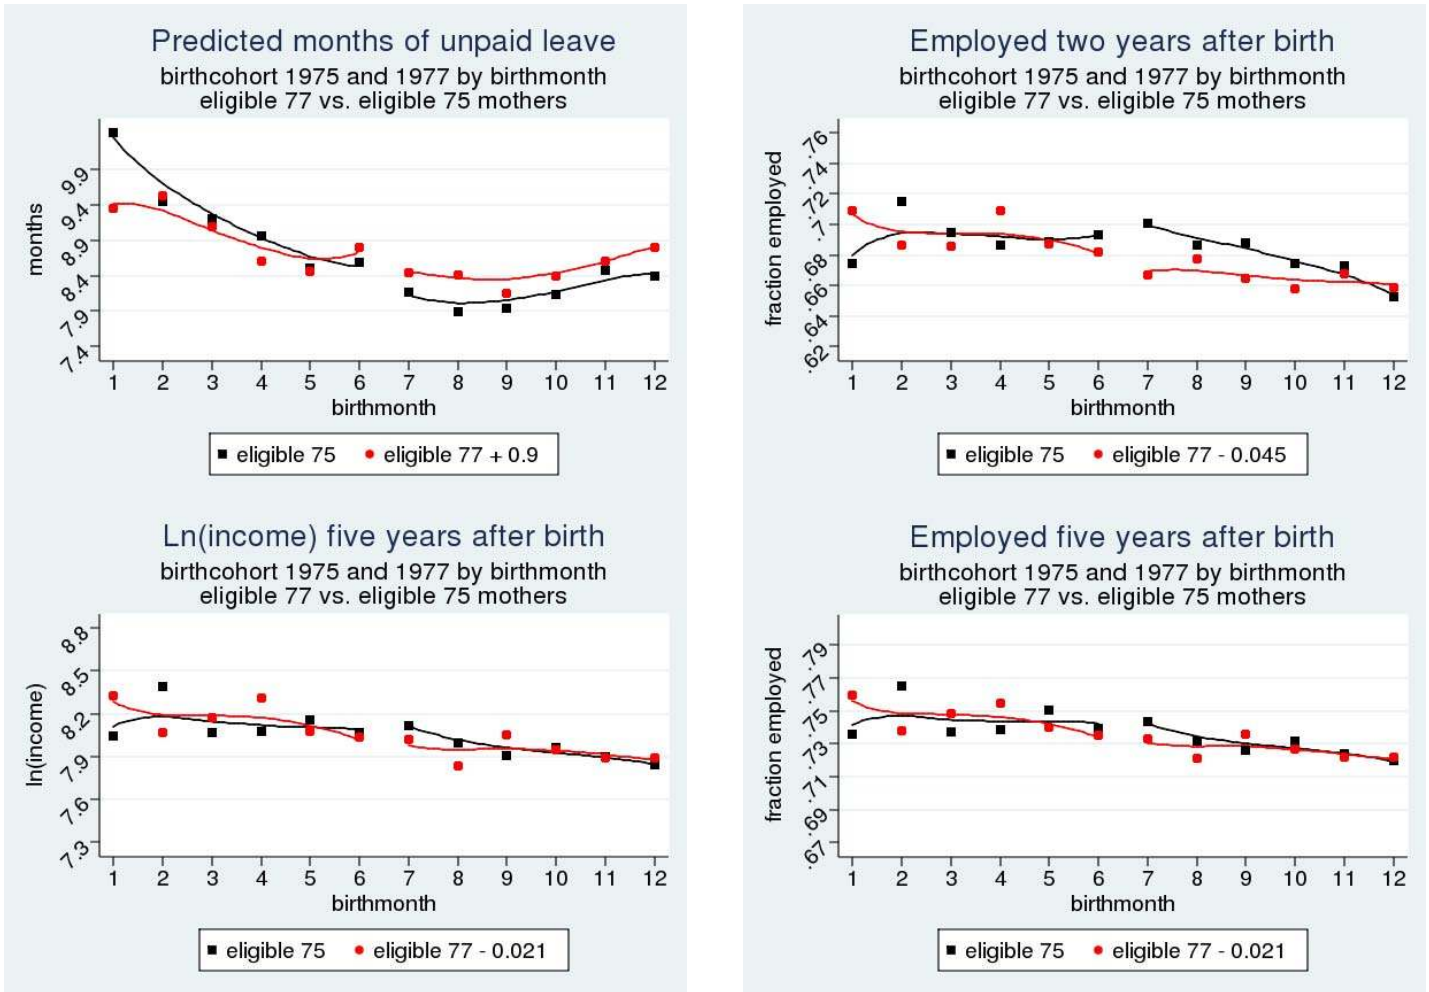 Predicted months of unpaid leave
birthcohort 1975 and 1977 by birthmonth
eligible 77 vs. eligible 75 mothers
months
9.9
9.4
8.9
8.4
7.9
7.4
1 2 3 4 5 6 7 8 9 10 11 12
birthmonth
eligible 75 eligible 77 + 0.9
Employed two years after birth
birthcohort 1975 and 1977 by birthmonth
eligible 77 vs. eligible 75 mothers
fraction employed
.76
.74
.72
.7
.68
.66
.64
.62
1 2 3 4 5 6 7 8 9 10 11 12
birthmonth
eligible 75 eligible 77 - 0.045
Ln(income) five years after birth
birthcohort 1975 and 1977 by birthmonth
eligible 77 vs. eligible 75 mothers
ln(income)
8.8
8.5
8.2
7.9
7.6
7.3
1 2 3 4 5 6 7 8 9 10 11 12
birthmonth
eligible 75 eligible 77 - 0.021
Employed five years after birth
birthcohort 1975 and 1977 by birthmonth
eligible 77 vs. eligible 75 mothers
fraction employed
.79
.77
.75
.73
.71
.69
.67
1 2 3 4 5 6 7 8 9 10 11 12
birthmonth
eligible 75 eligible 77 - 0.021